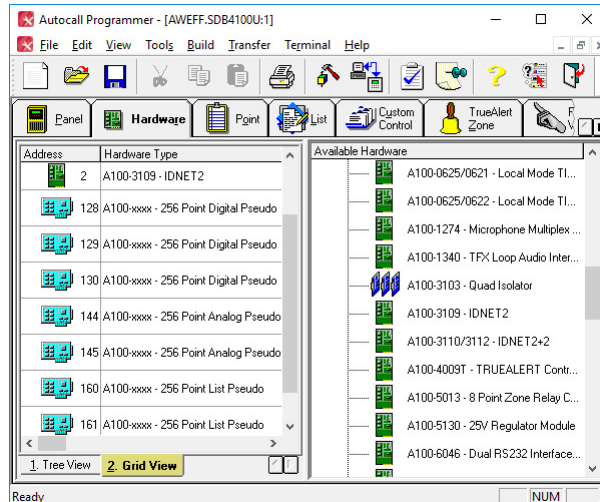 Autocall Programmer - [AWEFF.SDB4100U:1]
File Edit View Tools Build Transfer Terminal Help
Panel Hardware Point List Custom Control TrueAlert Zone
Address Hardware Type
2 A100-3109 - IDNET2
128 A100-xxxx - 256 Point Digital Pseudo
129 A100-xxxx - 256 Point Digital Pseudo
130 A100-xxxx - 256 Point Digital Pseudo
144 A100-xxxx - 256 Point Analog Pseudo
145 A100-xxxx - 256 Point Analog Pseudo
160 A100-xxxx - 256 Point List Pseudo
161 A100-xxxx - 256 Point List Pseudo
1. Tree View 2. Grid View
Available Hardware
A100-0625/0621 - Local Mode TI...
A100-0625/0622 - Local Mode TI...
A100-1274 - Microphone Multiplex ...
A100-1340 - TFX Loop Audio Inter...
A100-3103 - Quad Isolator
A100-3109 - IDNET2
A100-3110/3112 - IDNET2+2
A100-4009T - TRUEALERT Contr...
A100-5013 - 8 Point Zone Relay C...
A100-5130 - 25V Regulator Module
A100-6046 - Dual RS232 Interface...
Ready NUM